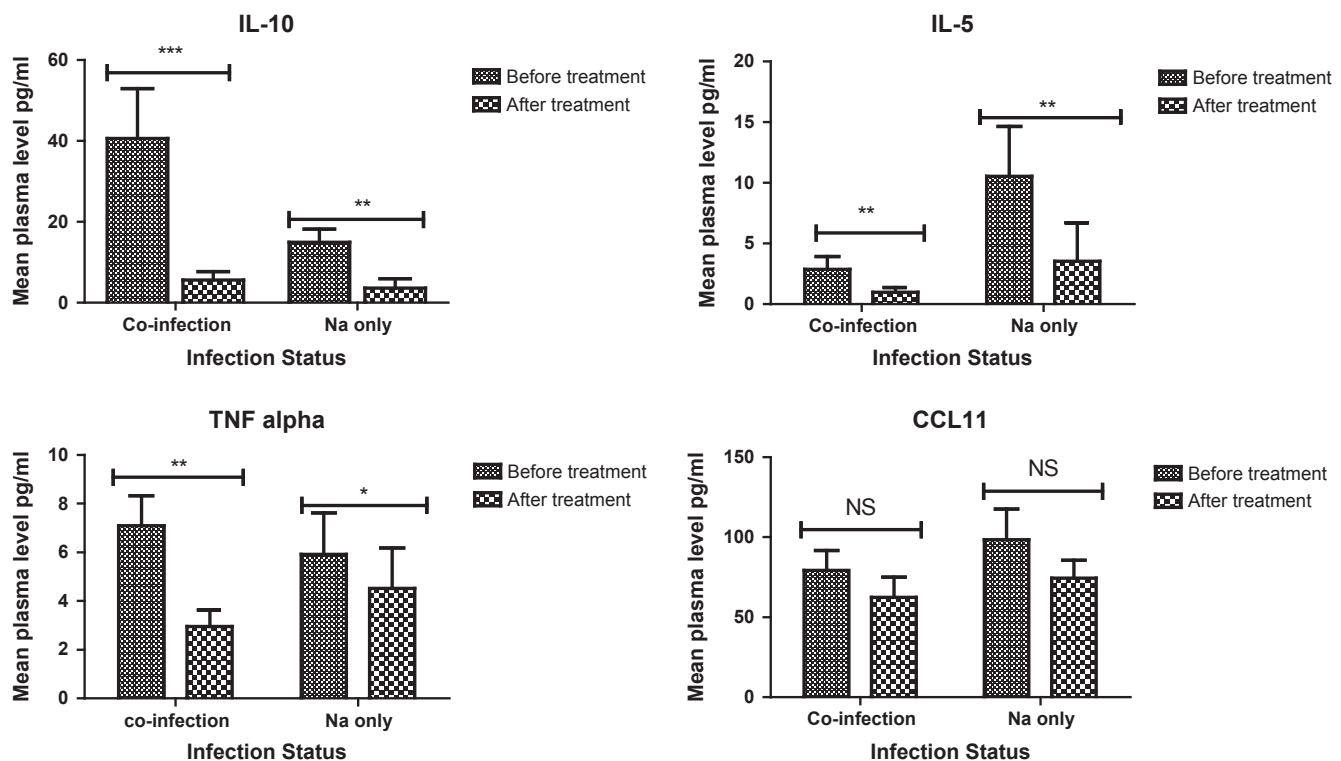 IL-10
Mean plasma level pg/ml
60
40
20
0
***
**
Co-infection
Na only
Infection Status
Before treatment
After treatment
IL-5
Mean plasma level pg/ml
20
15
10
5
0
**
**
Co-infection
Na only
Infection Status
Before treatment
After treatment
TNF alpha
Mean plasma level pg/ml
10
8
6
4
2
0
**
*
co-infection
Na only
Infection Status
Before treatment
After treatment
CCL11
Mean plasma level pg/ml
150
100
50
0
NS
NS
Co-infection
Na only
Infection Status
Before treatment
After treatment